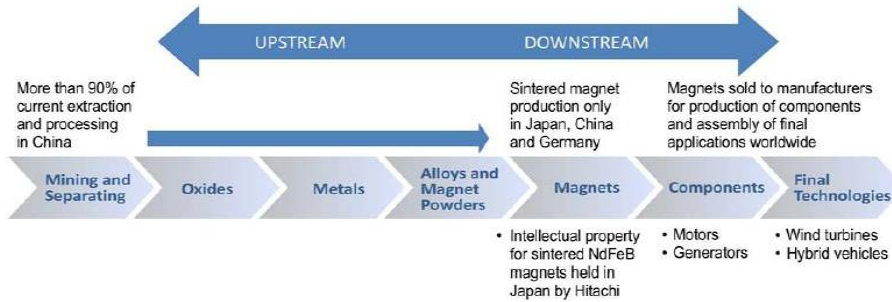 UPSTREAM
DOWNSTREAM
More than 90% of
current extraction
and processing
in China
Sintered magnet
production only
in Japan, China
and Germany
Magnets sold to manufacturers
for production of components
and assembly of final
applications worldwide
Mining and
Separating
Oxides
Metals
Alloys and
Magnet
Powders
Magnets
Components
Final
Technologies
• Intellectual property
for sintered NdFeB
magnets held in
Japan by Hitachi
• Motors
• Generators
• Wind turbines
• Hybrid vehicles